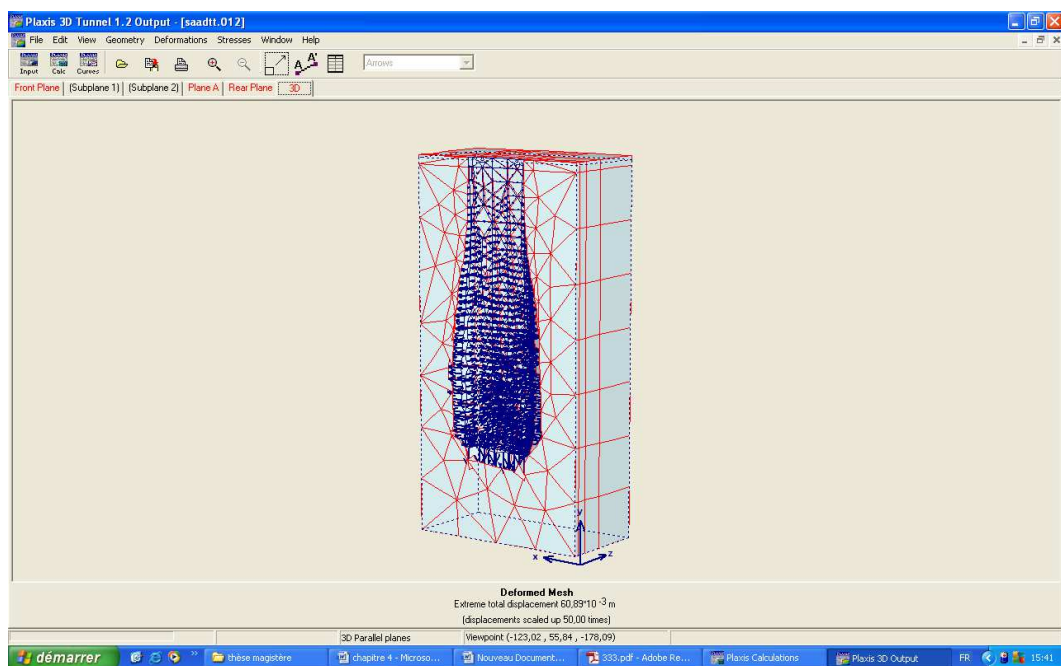 Plaxis 3D Tunnel 1.2 Output - [saadtt.012]
File Edit View Geometry Deformations Stresses Window Help
Input Calc Curves A A' Arrows
Front Plane (Subplane 1) (Subplane 2) Plane A Rear Plane 3D
y
x z
Deformed Mesh
Extreme total displacement 60,89*10 -3 m
(displacements scaled up 50,00 times)
3D Parallel planes Viewpoint (-123,02 , 55,84 , -178,09)
démarrer thèse magistère chapitre 4 - Microso... Nouveau Document... 333.pdf - Adobe Re... Plaxis Calculations Plaxis 3D Output FR 15:41